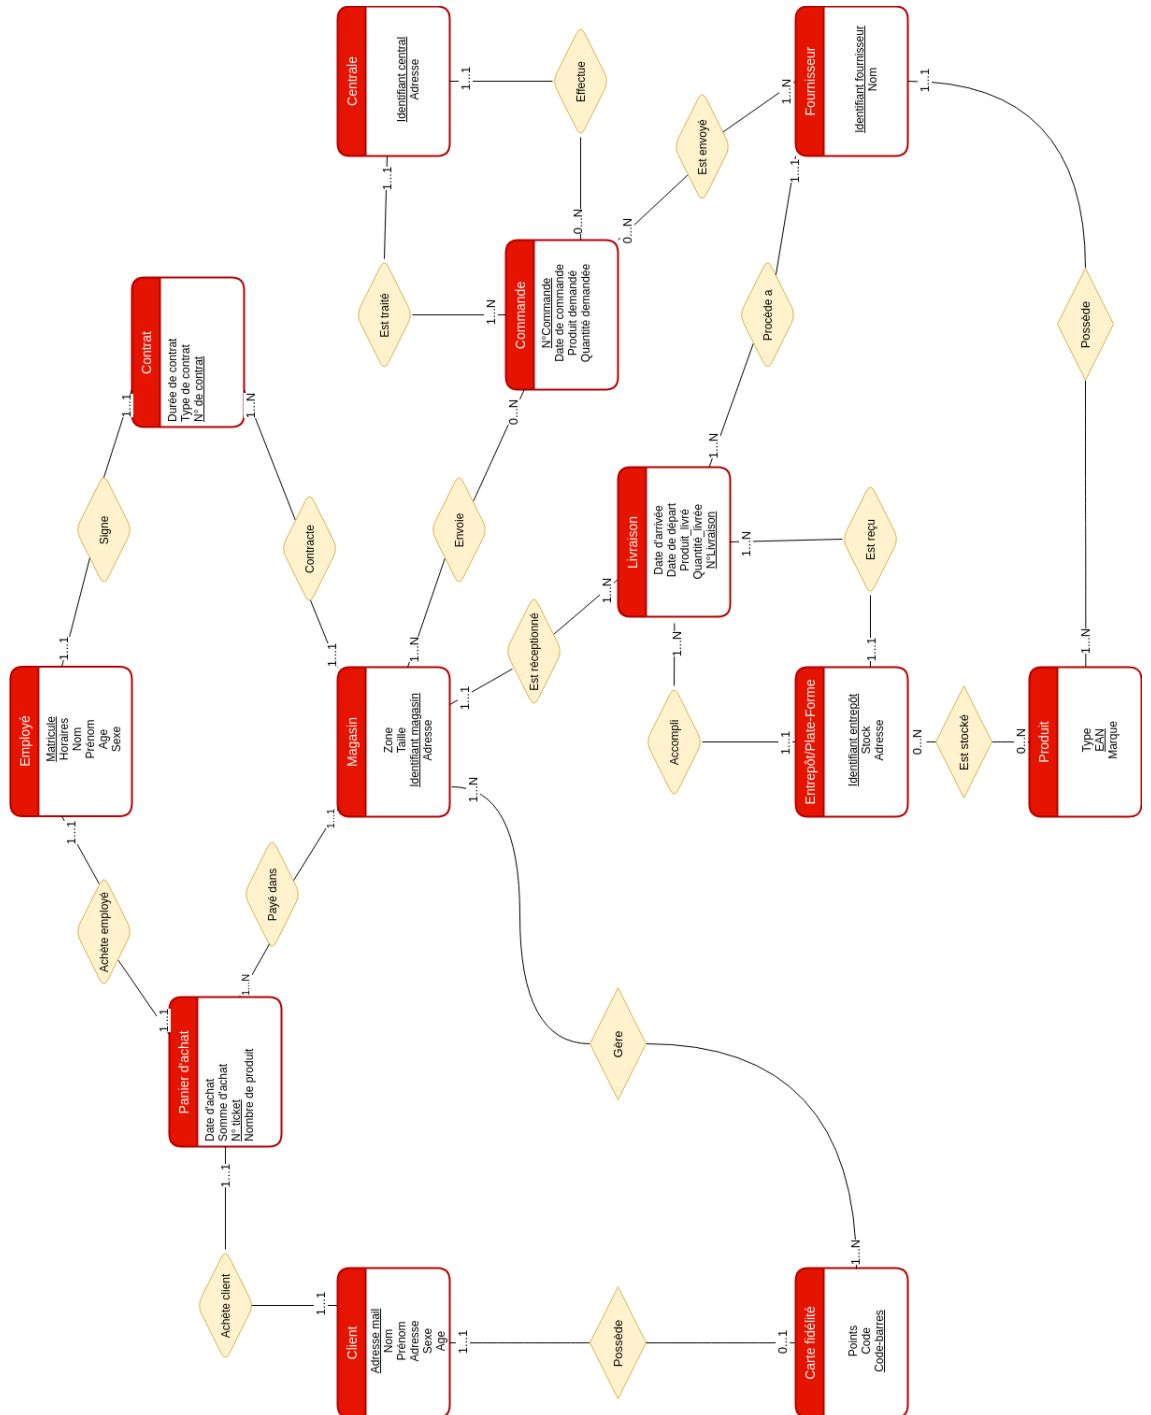 Employé
Matricule
Horaires
Nom
Prénom
Age
Sexe
1...1
Signe
1...1
Contrat
Durée de contrat
Type de contrat
N° de contrat
1...N
Contracte
1...1
1...1
Achète employé
1...1
Panier d'achat
Date d'achat
Somme d'achat
N° ticket
Nombre de produit
1...N
Payé dans
1...1
1...1
Achète client
1...1
Client
Adresse mail
Nom
Prénom
Adresse
Sexe
Age
1...1
Possède
0...1
Carte fidélité
Points
Code
Code-barres
1...N
Gère
1...N
Magasin
Zone
Taille
Identifiant magasin
Adresse
1...N
Envoie
0...N
Commande
N°Commande
Date de commande
Produit demandé
Quantité demandée
1...N
Est traité
1...1
Centrale
Identifiant central
Adresse
1...1
Effectue
0...N
0...N
Est envoyé
1...N
Fournisseur
Identifiant fournisseur
Nom
1...1
Procède a
1...N
Livraison
Date d'arrivée
Date de départ
Produit_livré
Quantité_livrée
N°Livraison
1...N
Est réceptionné
1...1
1...N
Accompli
1...1
1...N
Est reçu
1...1
Entrepôt/Plate-Forme
Identifiant entrepôt
Stock
Adresse
0...N
Est stocké
0...N
Produit
Type
EAN
Marque
1...N
Possède
1...1